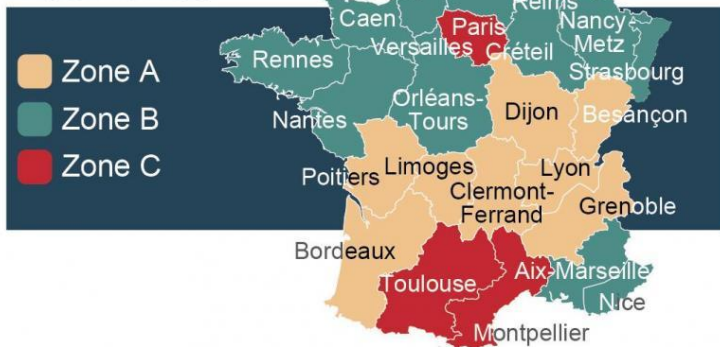 Reims
Caen
Paris
Nancy-
Metz
Versailles
Créteil
Rennes
Strasbourg
Zone A
Zone B
Zone C
Orléans-
Tours
Dijon
Besançon
Nantes
Poitiers
Limoges
Lyon
Clermont-
Ferrand
Grenoble
Bordeaux
Toulouse
Aix-Marseille
Nice
Montpellier